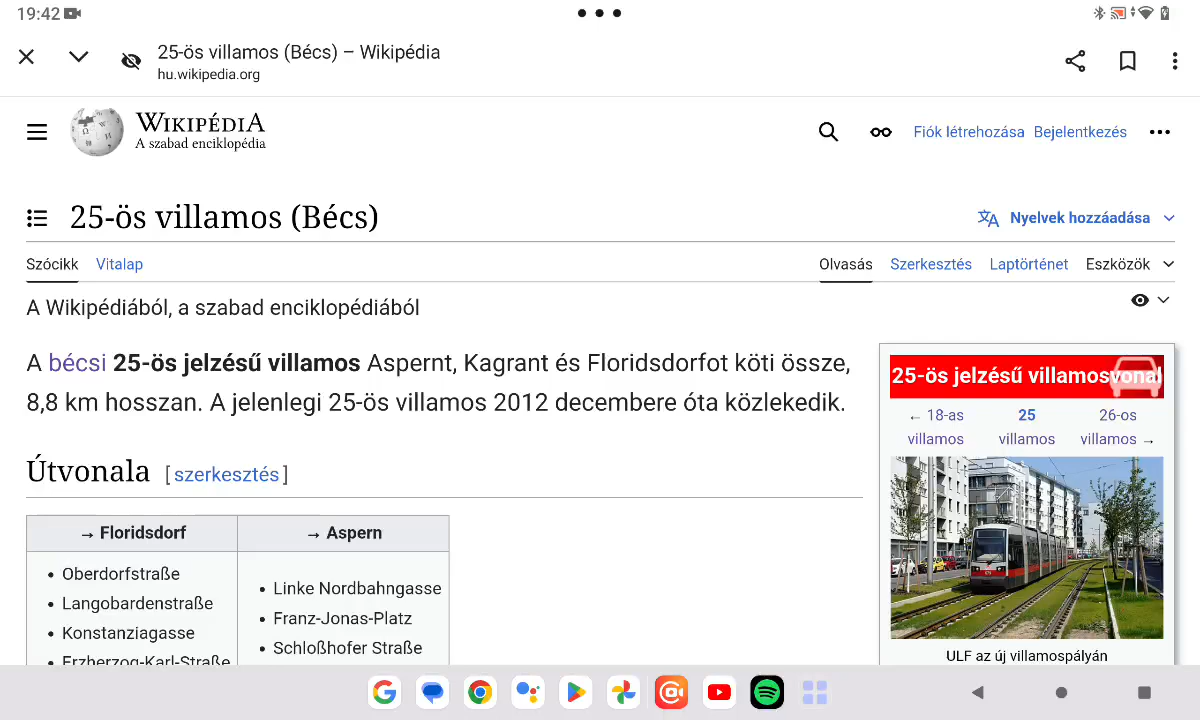 19:42
25-ös villamos (Bécs) – Wikipédia
hu.wikipedia.org
WIKIPÉDIA
A szabad enciklopédia
Fiók létrehozása Bejelentkezés
25-ös villamos (Bécs)
Nyelvek hozzáadása
Szócikk Vitalap
Olvasás Szerkesztés Laptörténet Eszközök
A Wikipédiából, a szabad enciklopédiából
A bécsi 25-ös jelzésű villamos Aspernt, Kagrant és Floridsdorfot köti össze,
8,8 km hosszan. A jelenlegi 25-ös villamos 2012 decembere óta közlekedik.
Útvonala [szerkesztés]
→ Floridsdorf
→ Aspern
• Oberdorfstraße
• Langobardenstraße
• Konstanziagasse
• Erzherzog-Karl-Straße
• Linke Nordbahngasse
• Franz-Jonas-Platz
• Schloßhofer Straße
25-ös jelzésű villamosvonal
← 18-as villamos
25 villamos
26-os villamos →
ULF az új villamospályán